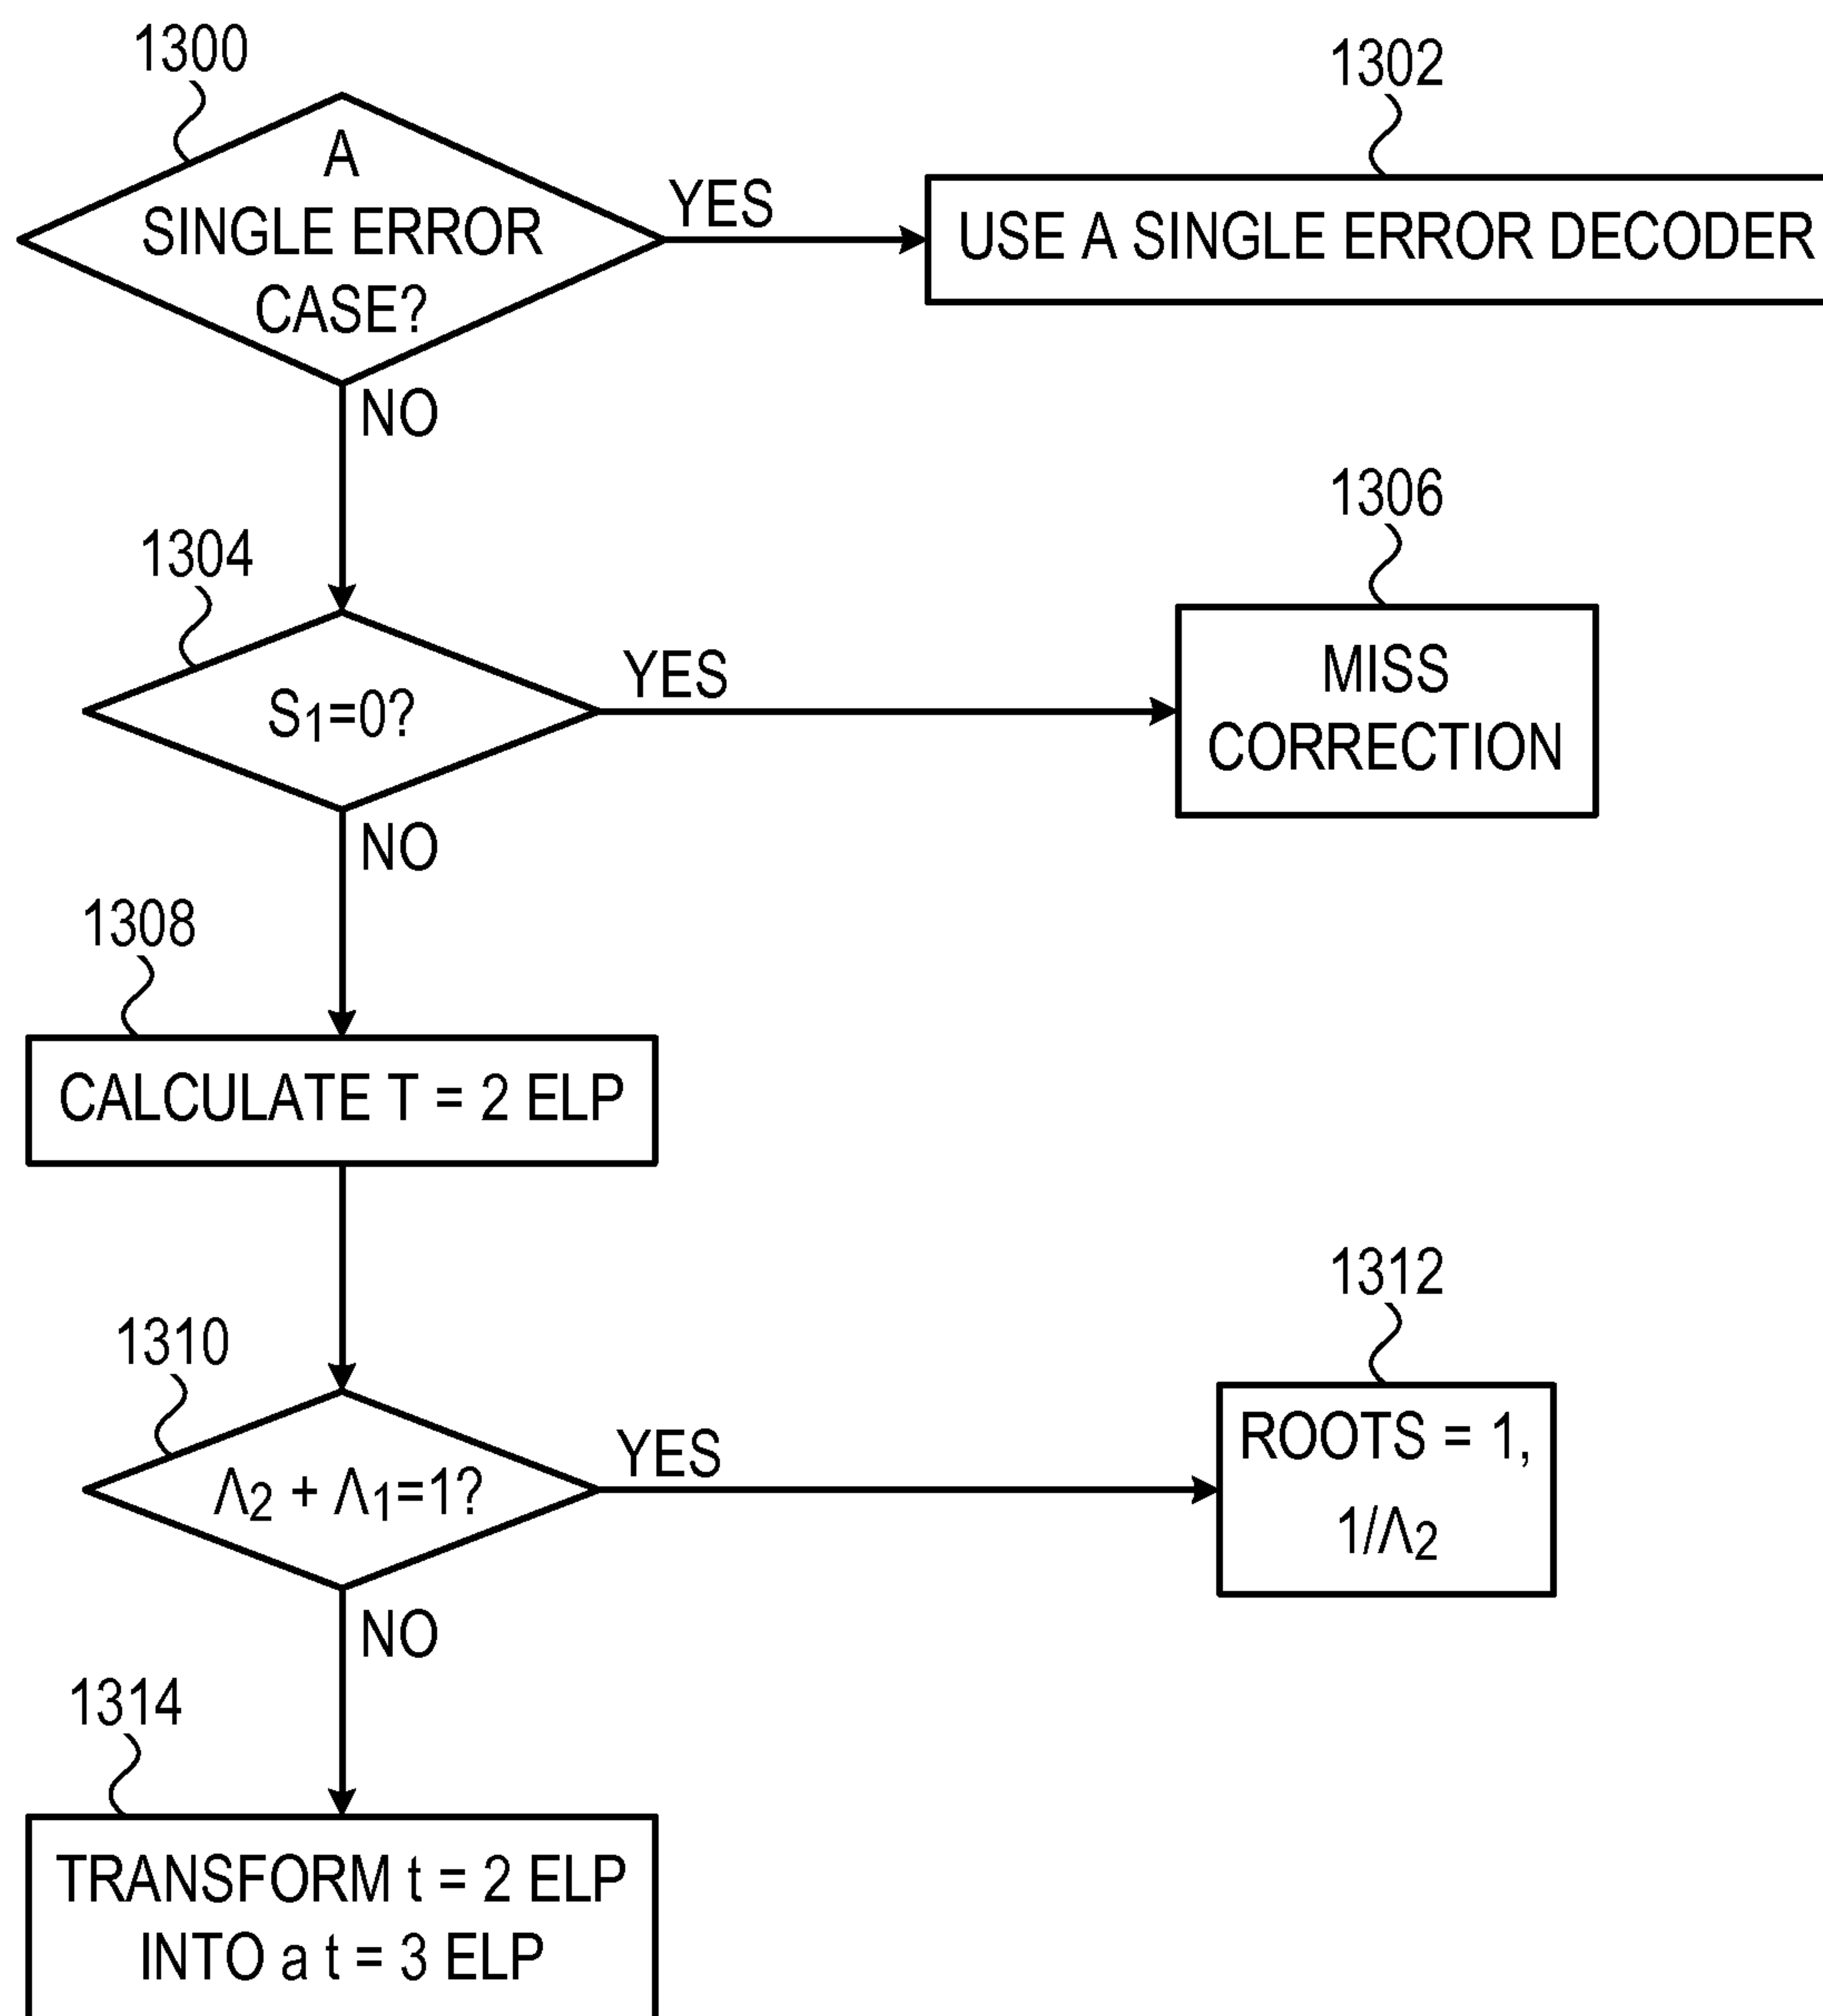 1300
A
SINGLE ERROR
CASE?
YES
NO
1302
USE A SINGLE ERROR DECODER
1304
S1=0?
YES
NO
1306
MISS
CORRECTION
1308
CALCULATE T = 2 ELP
1310
Λ2 + Λ1=1?
YES
NO
1312
ROOTS = 1,
1/Λ2
1314
TRANSFORM t = 2 ELP
INTO a t = 3 ELP